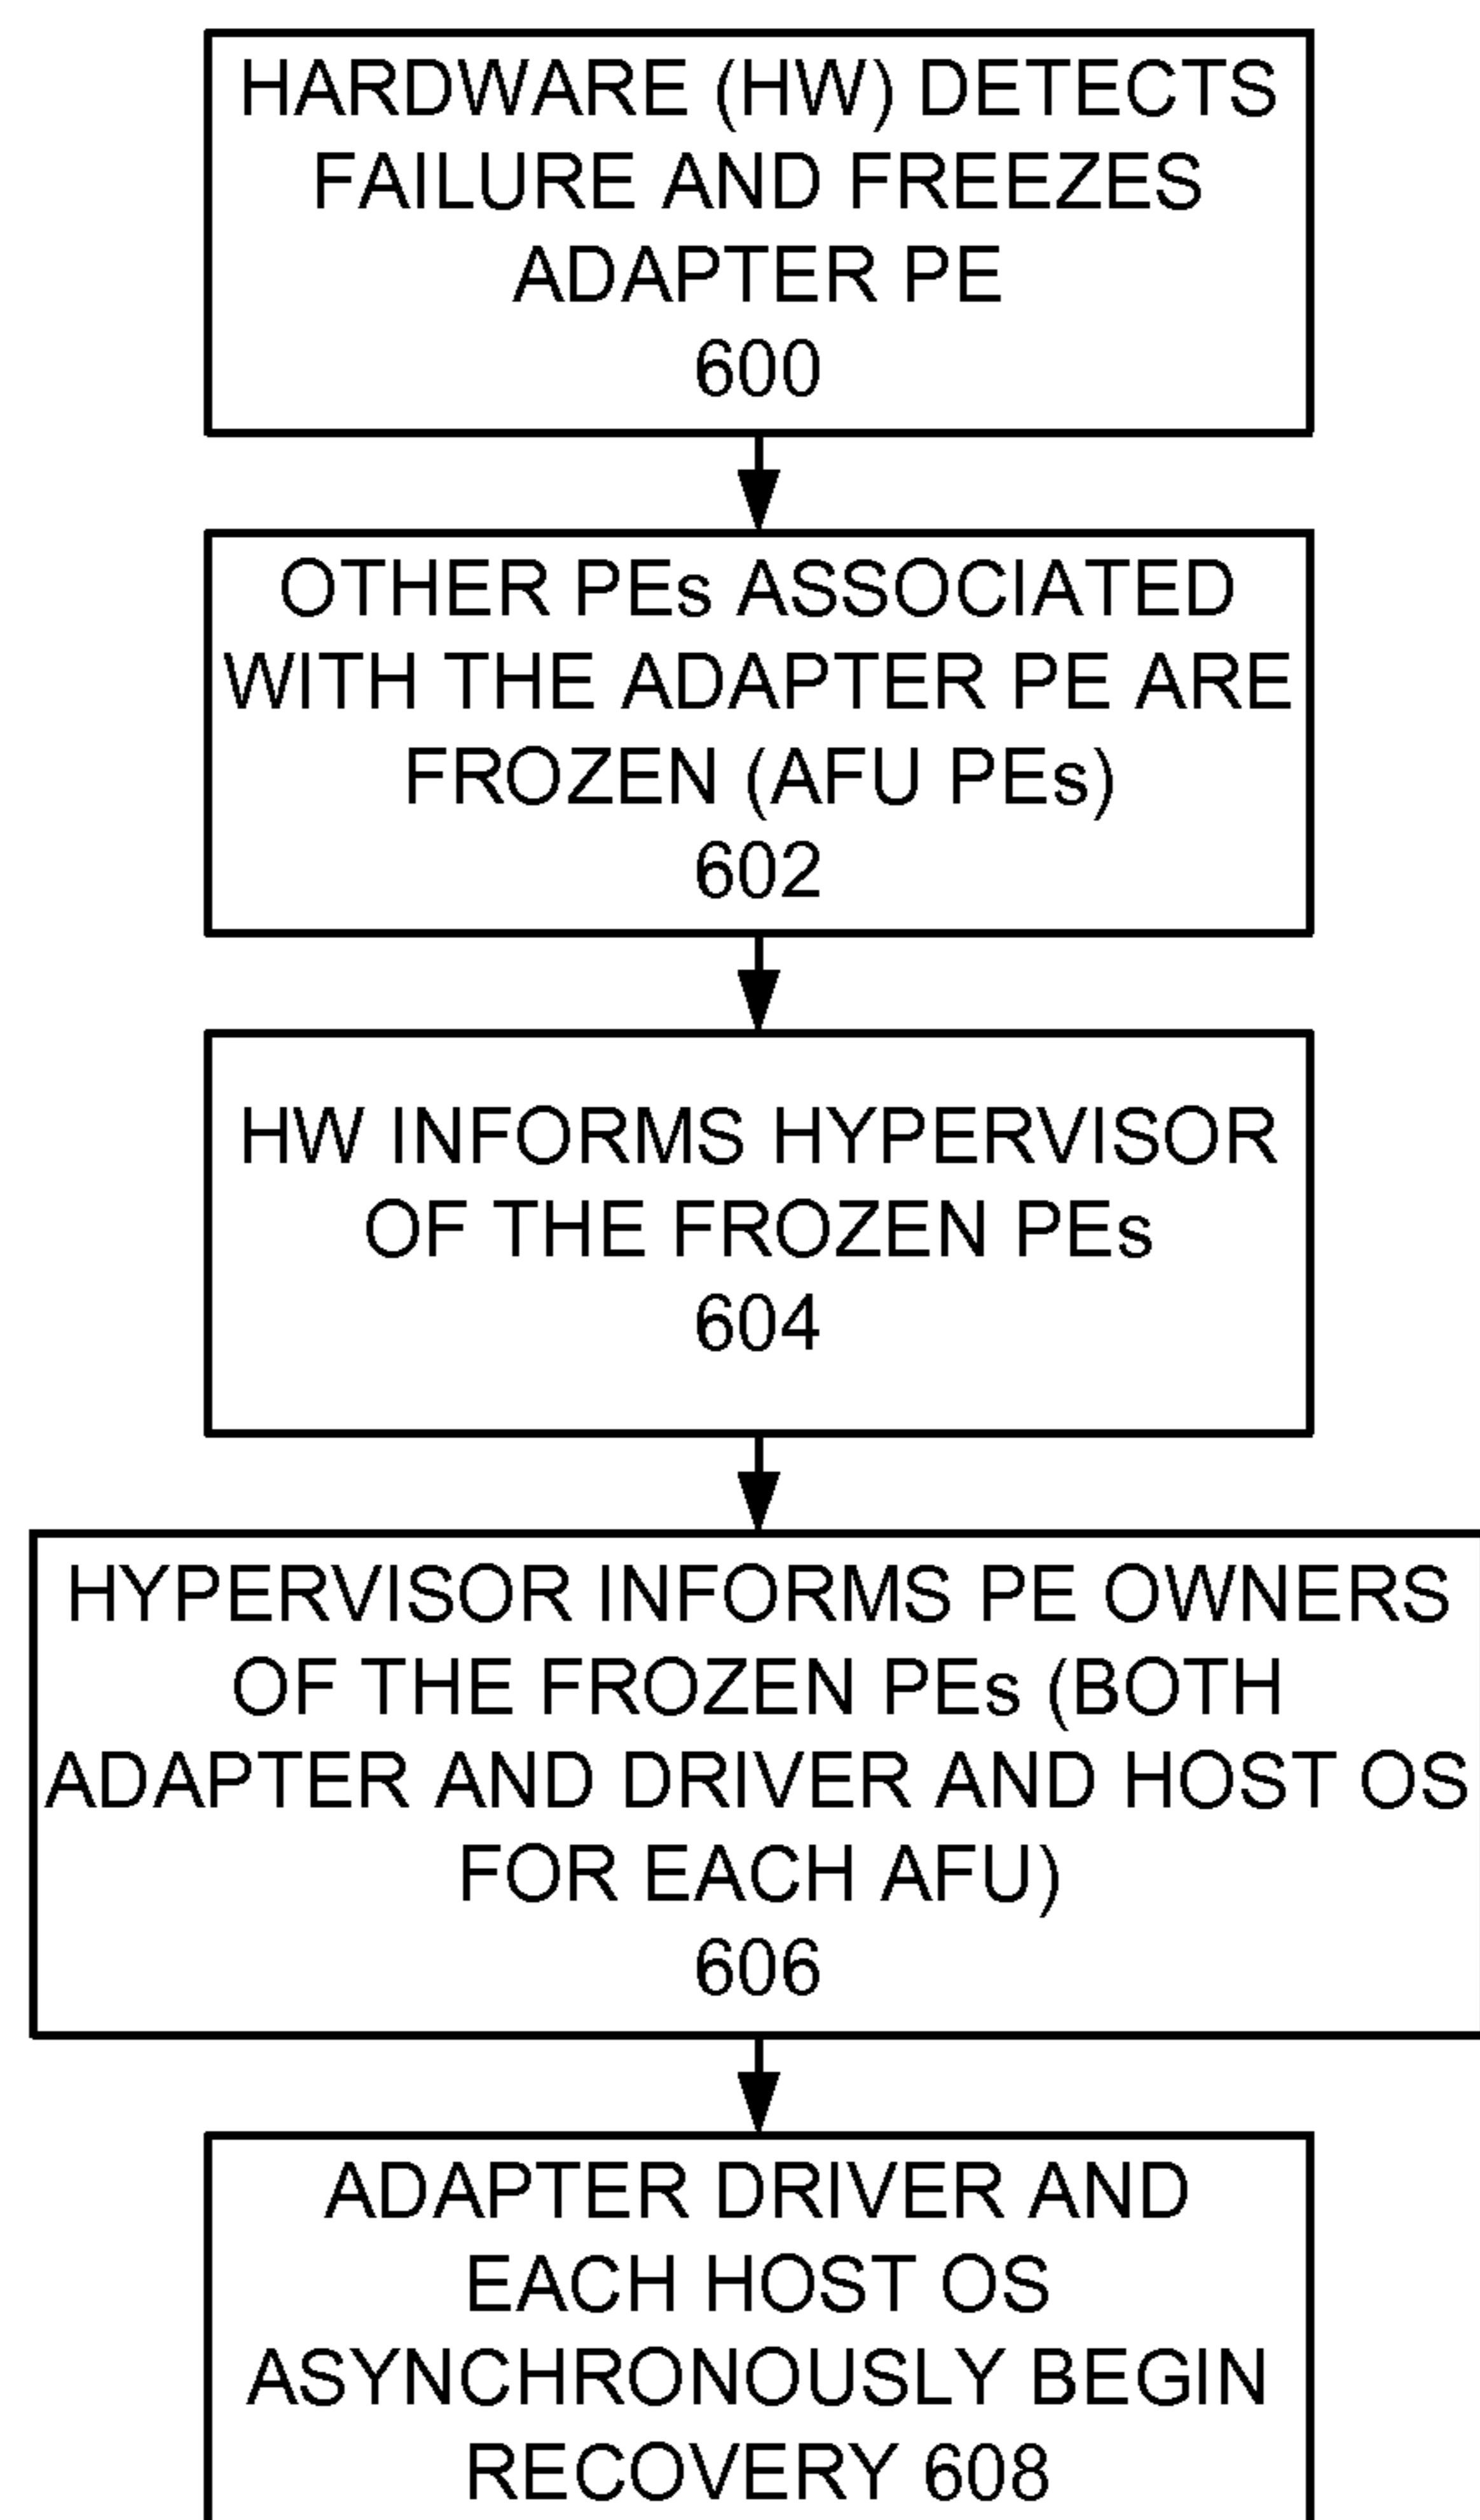 HARDWARE (HW) DETECTS
FAILURE AND FREEZES
ADAPTER PE
600
OTHER PEs ASSOCIATED
WITH THE ADAPTER PE ARE
FROZEN (AFU PEs)
602
HW INFORMS HYPERVISOR
OF THE FROZEN PEs
604
HYPERVISOR INFORMS PE OWNERS
OF THE FROZEN PEs (BOTH
ADAPTER AND DRIVER AND HOST OS
FOR EACH AFU)
606
ADAPTER DRIVER AND
EACH HOST OS
ASYNCHRONOUSLY BEGIN
RECOVERY 608